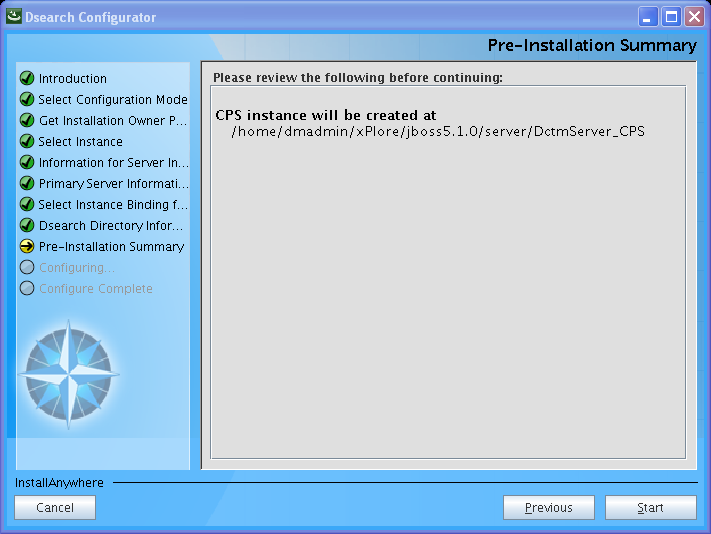 Dsearch Configurator
Pre-Installation Summary
Introduction
Select Configuration Mode
Get Installation Owner P...
Select Instance
Information for Server In...
Primary Server Informati...
Select Instance Binding f...
Dsearch Directory Infor...
Pre-Installation Summary
Configuring...
Configure Complete
Please review the following before continuing:
CPS instance will be created at
/home/dmadmin/xPlore/jboss5.1.0/server/DctmServer_CPS
InstallAnywhere
Cancel
Previous
Start